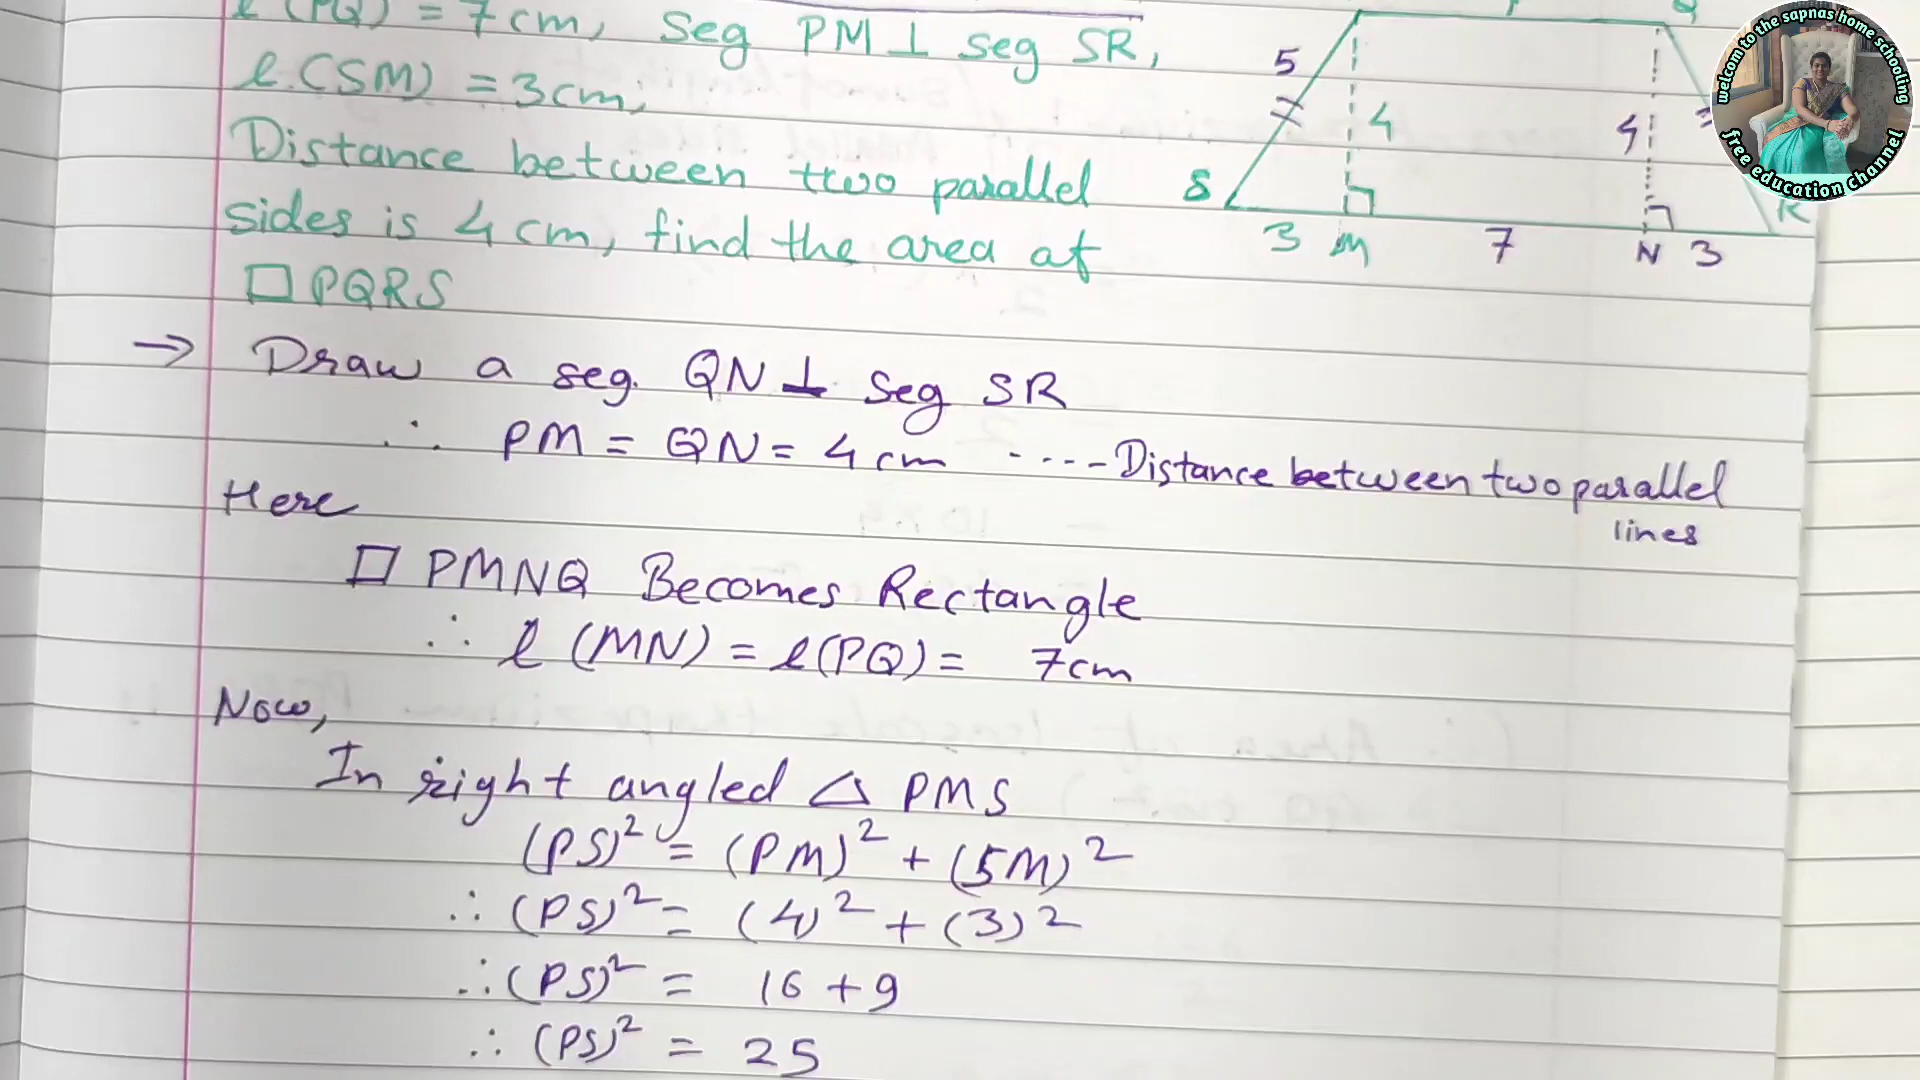 l (PQ) = 7cm, seg PM ⊥ seg SR,
l (SM) = 3cm,
Distance between two parallel
sides is 4 cm, find the area at
□ PQRS
5
4
4
S
3 M 7 N 3
R
Q
→ Draw a seg. QN ⊥ seg SR
∴ PM = QN = 4 cm ----Distance between two parallel
lines
Here
□ PMNQ Becomes Rectangle
∴ l (MN) = l(PQ) = 7cm
Now,
In right angled △ PMS
(PS)² = (PM)² + (SM)²
∴ (PS)² = (4)² + (3)²
∴ (PS)² = 16 + 9
∴ (PS)² = 25
welcom to the sapnas home schooling
free education channel